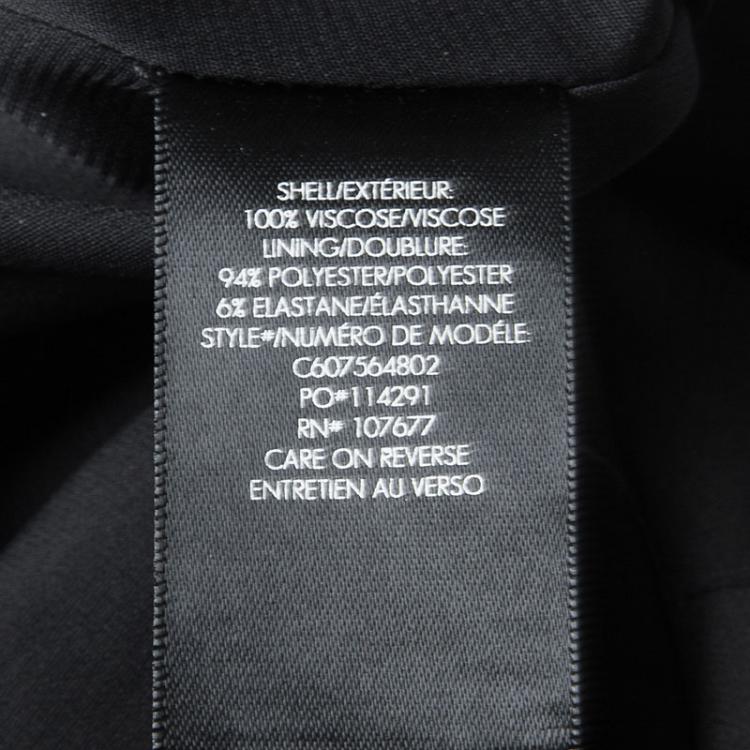 SHELL/EXTÉRIEUR:
100% VISCOSE/VISCOSE
LINING/DOUBLURE:
94% POLYESTER/POLYESTER
6% ELASTANE/ÉLASTHANNE
STYLE#/NUMÉRO DE MODÉLE:
C607564802
PO#114291
RN# 107677
CARE ON REVERSE
ENTRETIEN AU VERSO